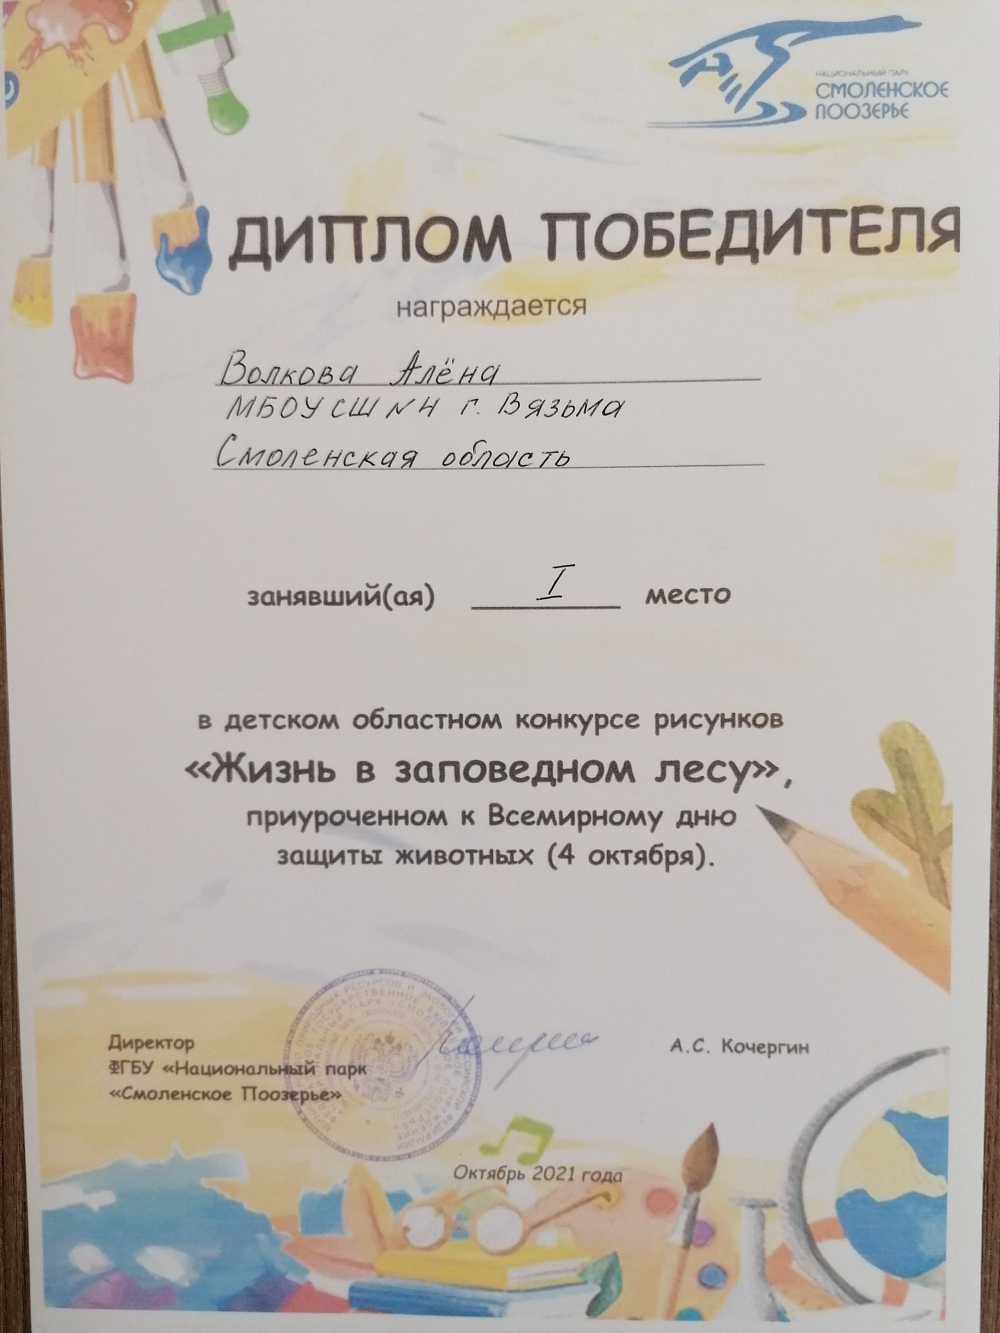 НАЦИОНАЛЬНЫЙ ПАРК
СМОЛЕНСКОЕ
ПООЗЕРЬЕ
ДИПЛОМ ПОБЕДИТЕЛЯ
награждается
Волкова Алёна
МБОУ СШ №4 г. Вязьма
Смоленская область
занявший(ая) I место
в детском областном конкурсе рисунков
«Жизнь в заповедном лесу»,
приуроченном к Всемирному дню
защиты животных (4 октября).
Директор
ФГБУ «Национальный парк
«Смоленское Поозерье»
А.С. Кочергин
Октябрь 2021 года